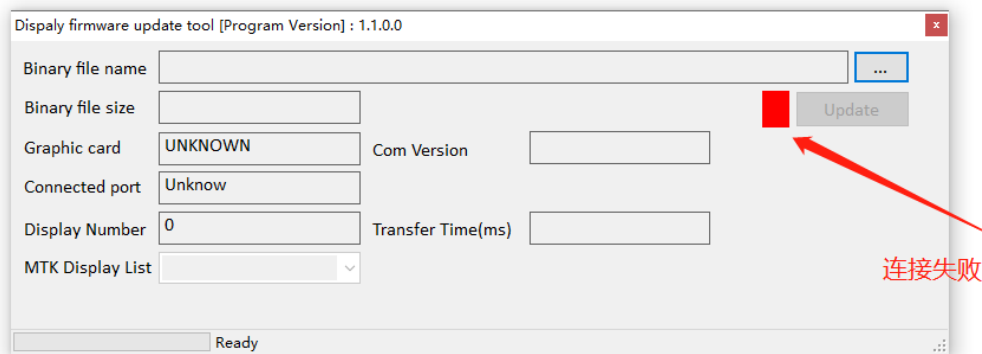 Dispaly firmware update tool [Program Version] : 1.1.0.0
x
Binary file name
...
Binary file size
Update
Graphic card UNKNOWN
Com Version
Connected port Unknow
Display Number 0
Transfer Time(ms)
MTK Display List
连接失败
Ready